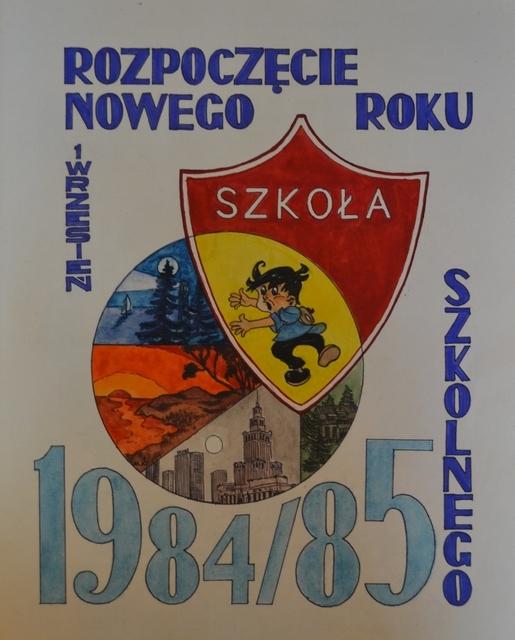 ROZPOCZĘCIE
NOWEGO ROKU
1 WRZESIEŃ
SZKOŁA
SZKOLNEGO
1984/85